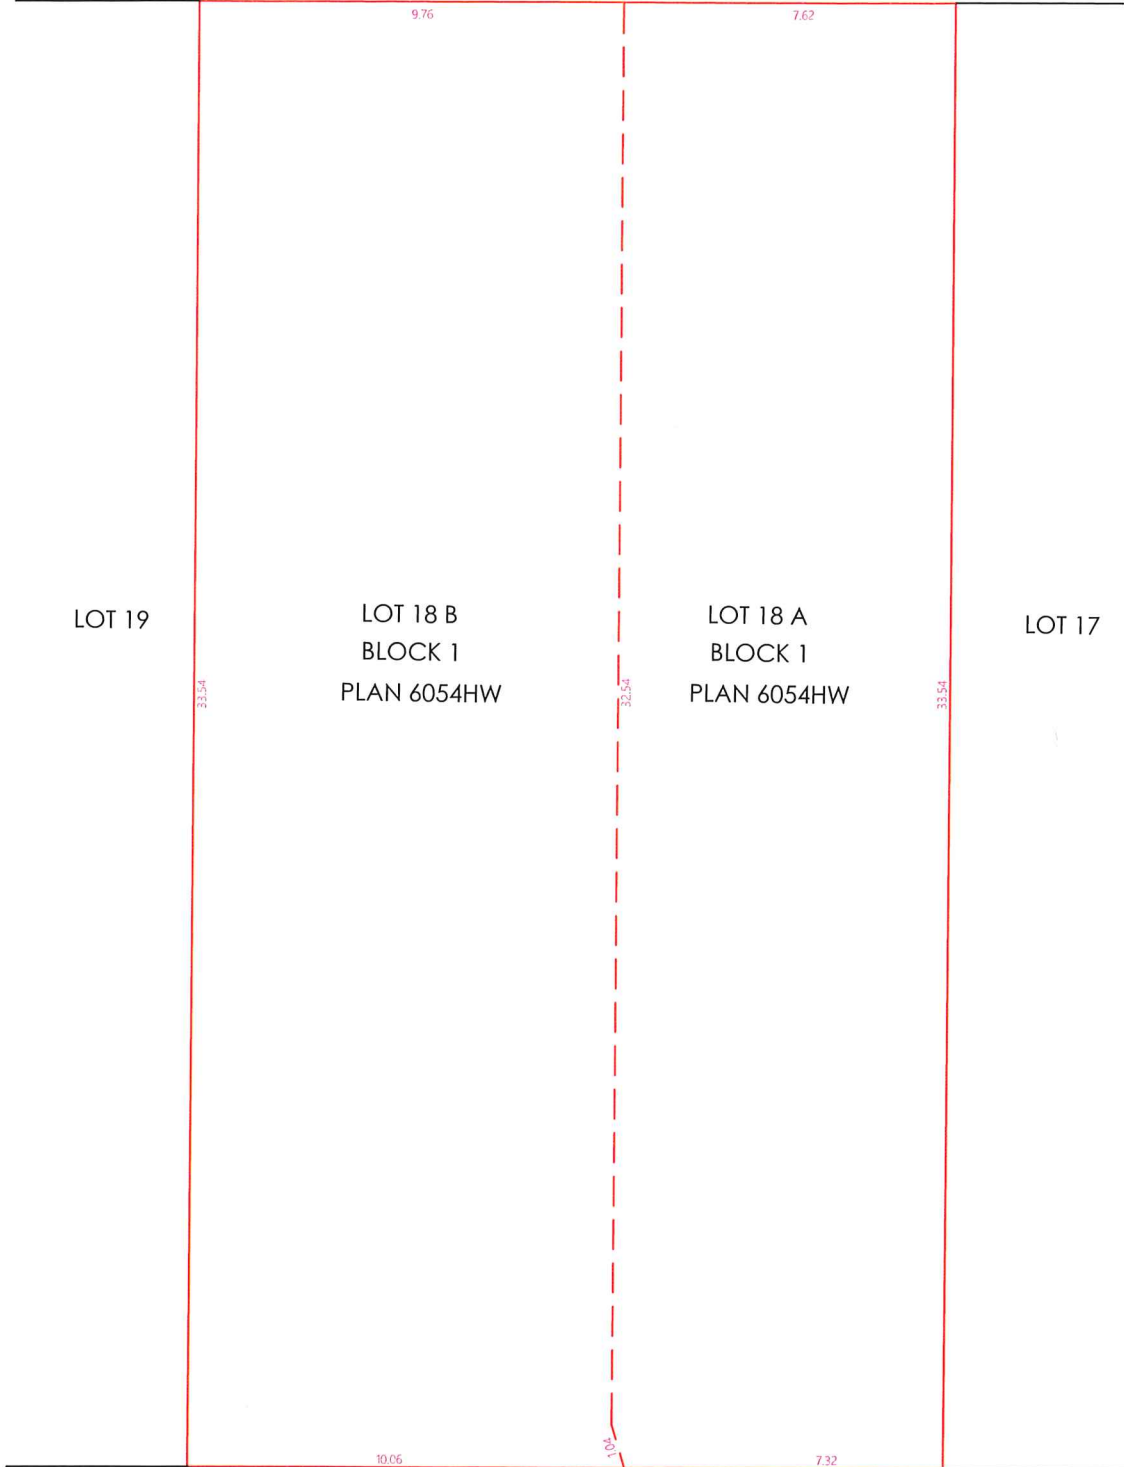 9.76
7.62
LOT 19
LOT 18 B
BLOCK 1
PLAN 6054HW
LOT 18 A
BLOCK 1
PLAN 6054HW
LOT 17
33.54
32.54
33.54
1.04
10.06
7.32